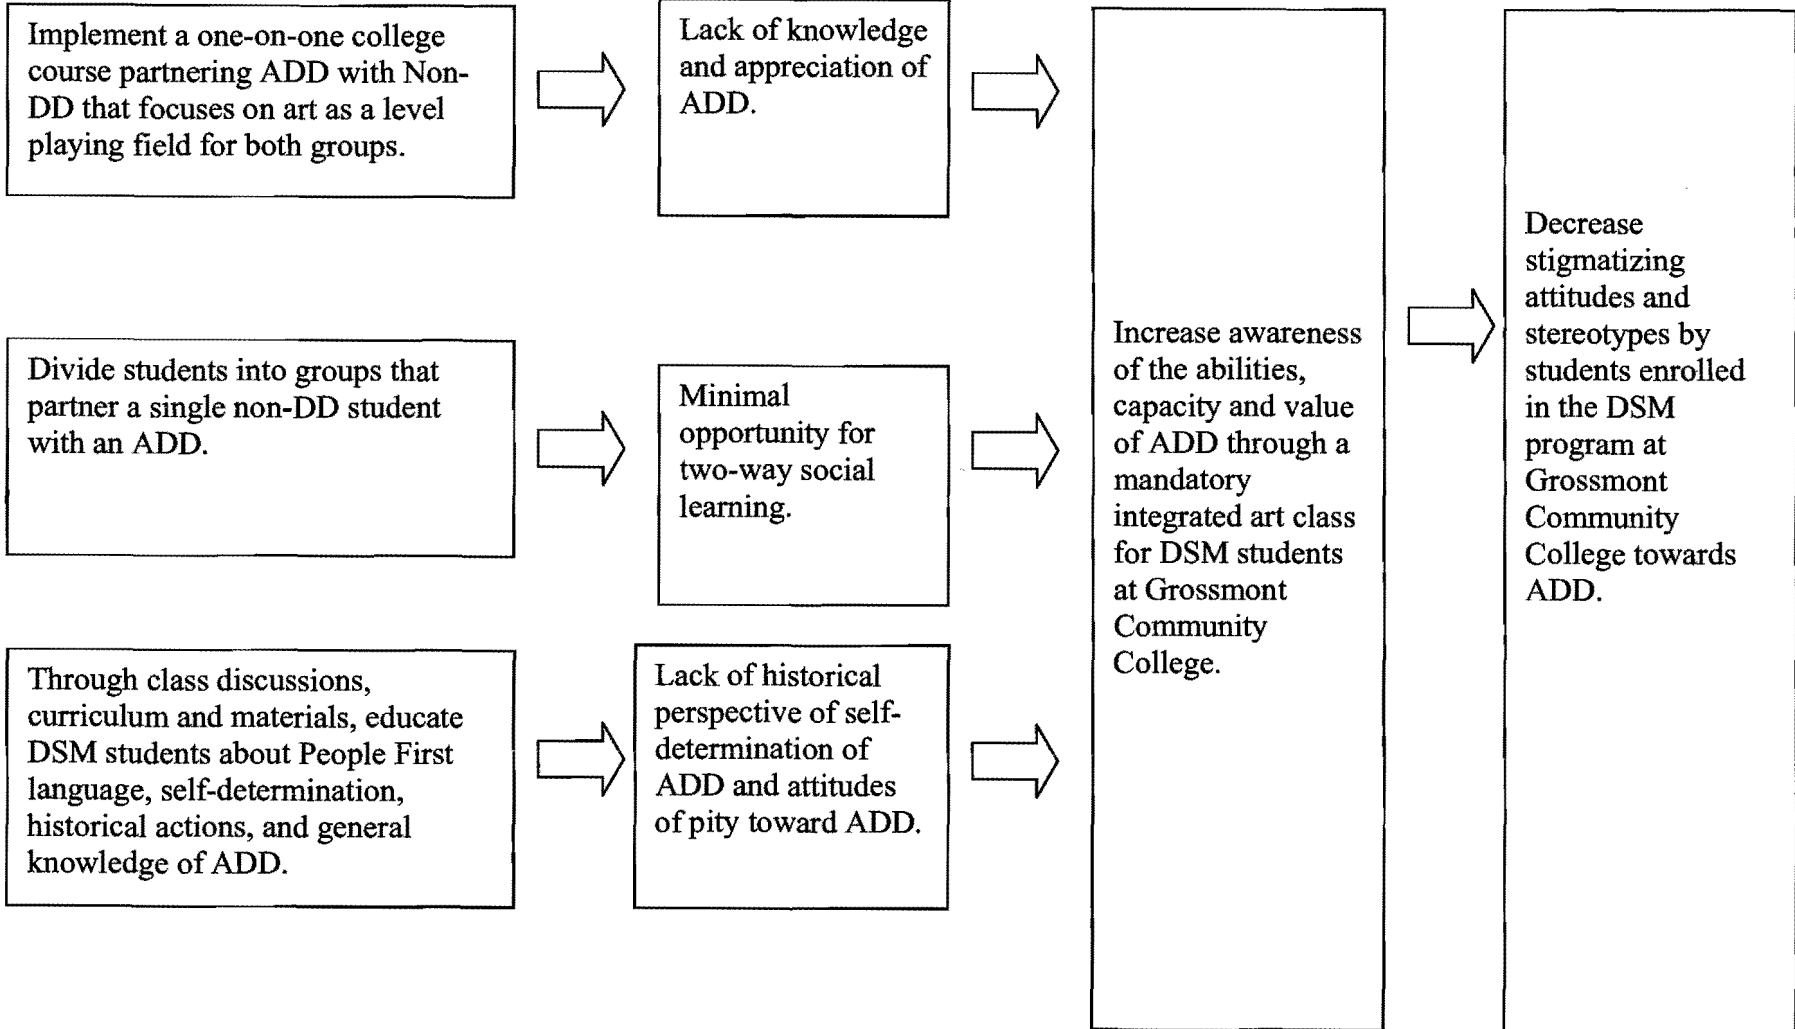 Implement a one-on-one college
course partnering ADD with Non-
DD that focuses on art as a level
playing field for both groups.
Lack of knowledge
and appreciation of
ADD.
Divide students into groups that
partner a single non-DD student
with an ADD.
Minimal
opportunity for
two-way social
learning.
Through class discussions,
curriculum and materials, educate
DSM students about People First
language, self-determination,
historical actions, and general
knowledge of ADD.
Lack of historical
perspective of self-
determination of
ADD and attitudes
of pity toward ADD.
Increase awareness
of the abilities,
capacity and value
of ADD through a
mandatory
integrated art class
for DSM students
at Grossmont
Community
College.
Decrease
stigmatizing
attitudes and
stereotypes by
students enrolled
in the DSM
program at
Grossmont
Community
College towards
ADD.